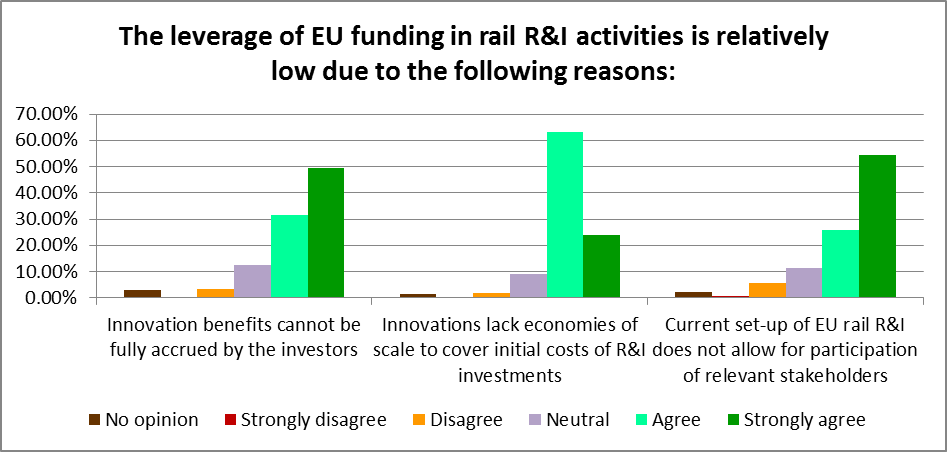 The leverage of EU funding in rail R&I activities is relatively
low due to the following reasons:
70.00%
60.00%
50.00%
40.00%
30.00%
20.00%
10.00%
0.00%
Innovation benefits cannot be
fully accrued by the investors
Innovations lack economies of
scale to cover initial costs of R&I
investments
Current set-up of EU rail R&I
does not allow for participation
of relevant stakeholders
No opinion Strongly disagree Disagree Neutral Agree Strongly agree